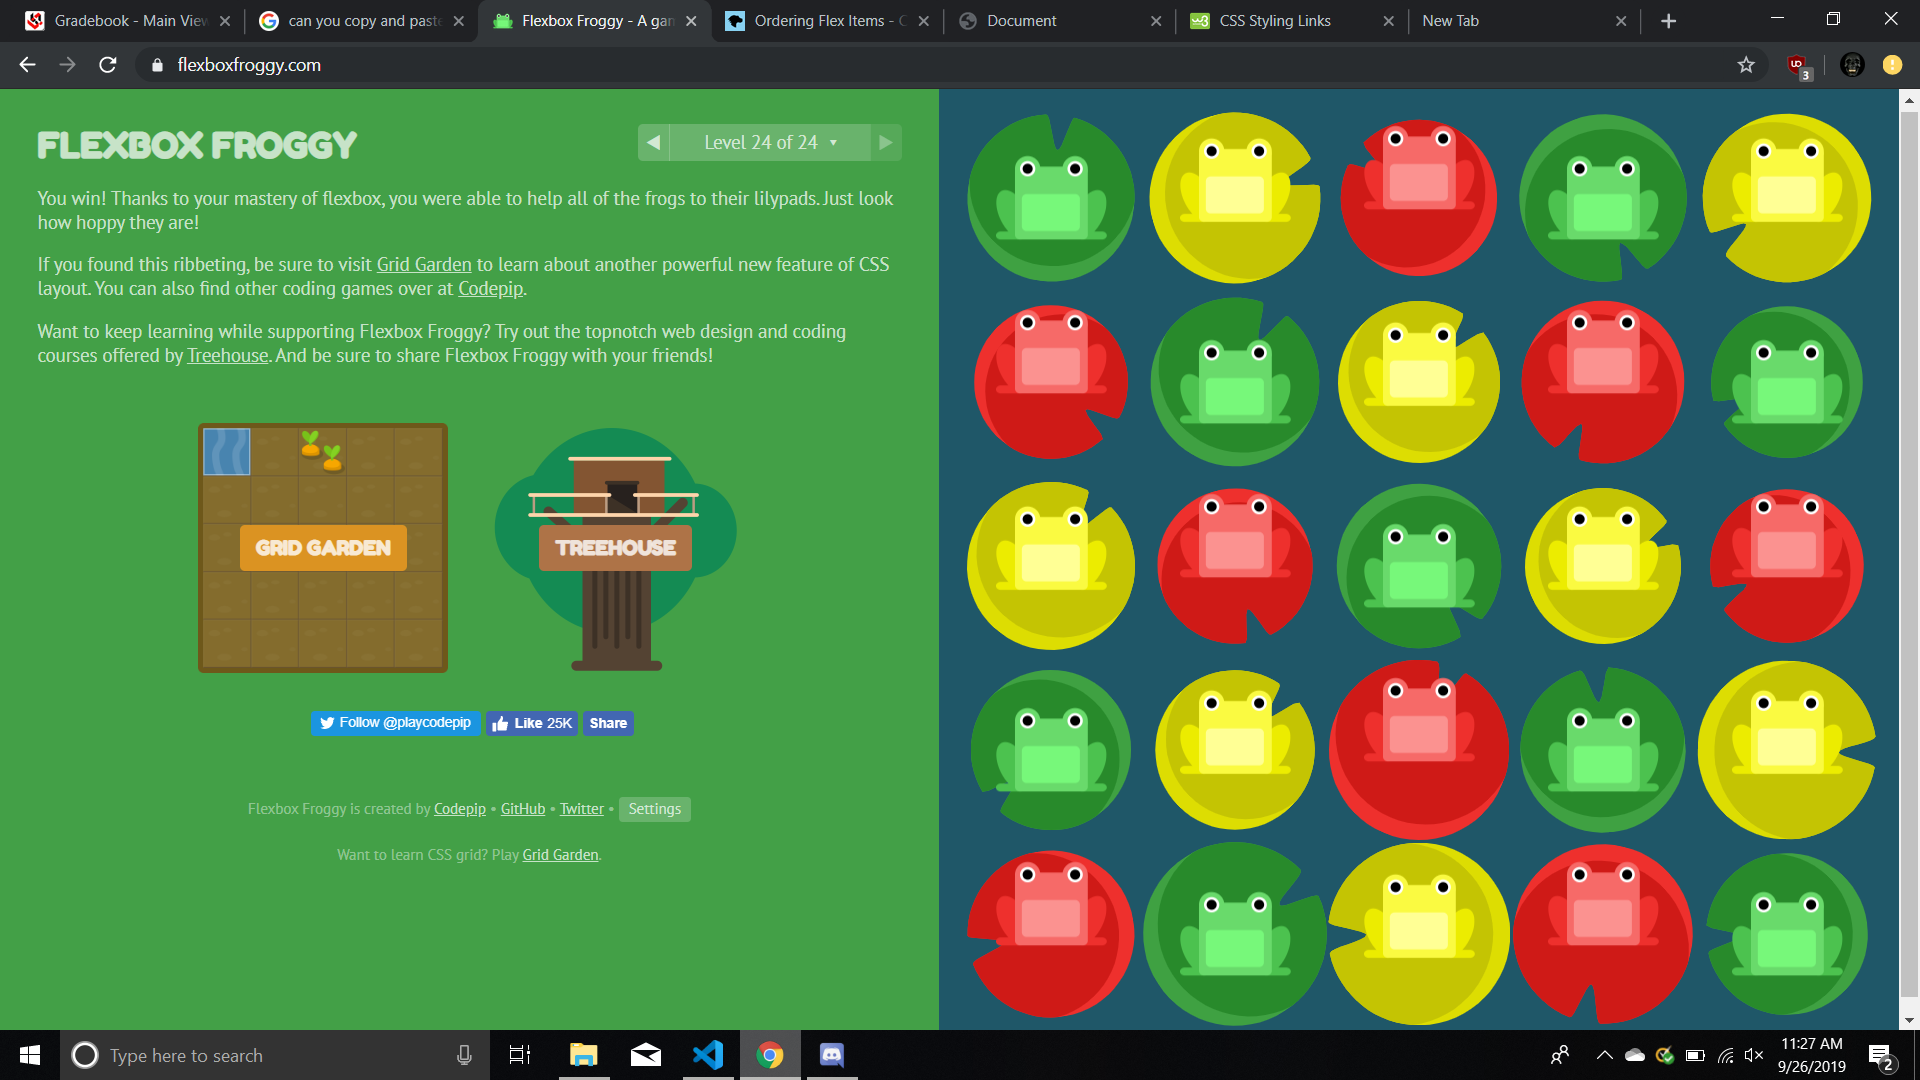 Gradebook - Main View
can you copy and paste
Flexbox Froggy - A gam
Ordering Flex Items - C
Document
CSS Styling Links
New Tab
flexboxfroggy.com
3
FLEXBOX FROGGY
Level 24 of 24
You win! Thanks to your mastery of flexbox, you were able to help all of the frogs to their lilypads. Just look
how hoppy they are!
If you found this ribbeting, be sure to visit Grid Garden to learn about another powerful new feature of CSS
layout. You can also find other coding games over at Codepip.
Want to keep learning while supporting Flexbox Froggy? Try out the topnotch web design and coding
courses offered by Treehouse. And be sure to share Flexbox Froggy with your friends!
GRID GARDEN
TREEHOUSE
Follow @playcodepip
Like 25K
Share
Flexbox Froggy is created by Codepip • GitHub • Twitter • Settings
Want to learn CSS grid? Play Grid Garden.
Type here to search
11:27 AM
9/26/2019
2